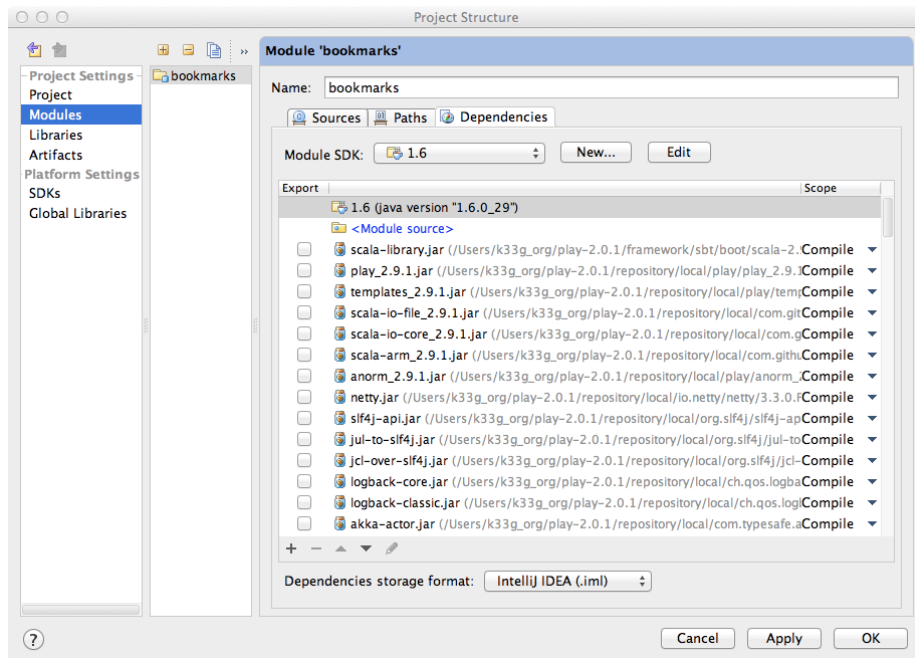 Project Structure
»
Module 'bookmarks'
Project Settings
Project
Modules
Libraries
Artifacts
Platform Settings
SDKs
Global Libraries
bookmarks
Name: bookmarks
Sources Paths Dependencies
Module SDK: 1.6 New... Edit
Export Scope
1.6 (java version "1.6.0_29")
<Module source>
scala-library.jar (/Users/k33g_org/play-2.0.1/framework/sbt/boot/scala-2. Compile
play_2.9.1.jar (/Users/k33g_org/play-2.0.1/repository/local/play/play_2.9.1 Compile
templates_2.9.1.jar (/Users/k33g_org/play-2.0.1/repository/local/play/temp Compile
scala-io-file_2.9.1.jar (/Users/k33g_org/play-2.0.1/repository/local/com.git Compile
scala-io-core_2.9.1.jar (/Users/k33g_org/play-2.0.1/repository/local/com.g Compile
scala-arm_2.9.1.jar (/Users/k33g_org/play-2.0.1/repository/local/com.githu Compile
anorm_2.9.1.jar (/Users/k33g_org/play-2.0.1/repository/local/play/anorm_2 Compile
netty.jar (/Users/k33g_org/play-2.0.1/repository/local/io.netty/netty/3.3.0.F Compile
slf4j-api.jar (/Users/k33g_org/play-2.0.1/repository/local/org.slf4j/slf4j-ap Compile
jul-to-slf4j.jar (/Users/k33g_org/play-2.0.1/repository/local/org.slf4j/jul-to Compile
jcl-over-slf4j.jar (/Users/k33g_org/play-2.0.1/repository/local/org.slf4j/jcl- Compile
logback-core.jar (/Users/k33g_org/play-2.0.1/repository/local/ch.qos.logba Compile
logback-classic.jar (/Users/k33g_org/play-2.0.1/repository/local/ch.qos.logl Compile
akka-actor.jar (/Users/k33g_org/play-2.0.1/repository/local/com.typesafe.a Compile
Dependencies storage format: IntelliJ IDEA (.iml)
? Cancel Apply OK